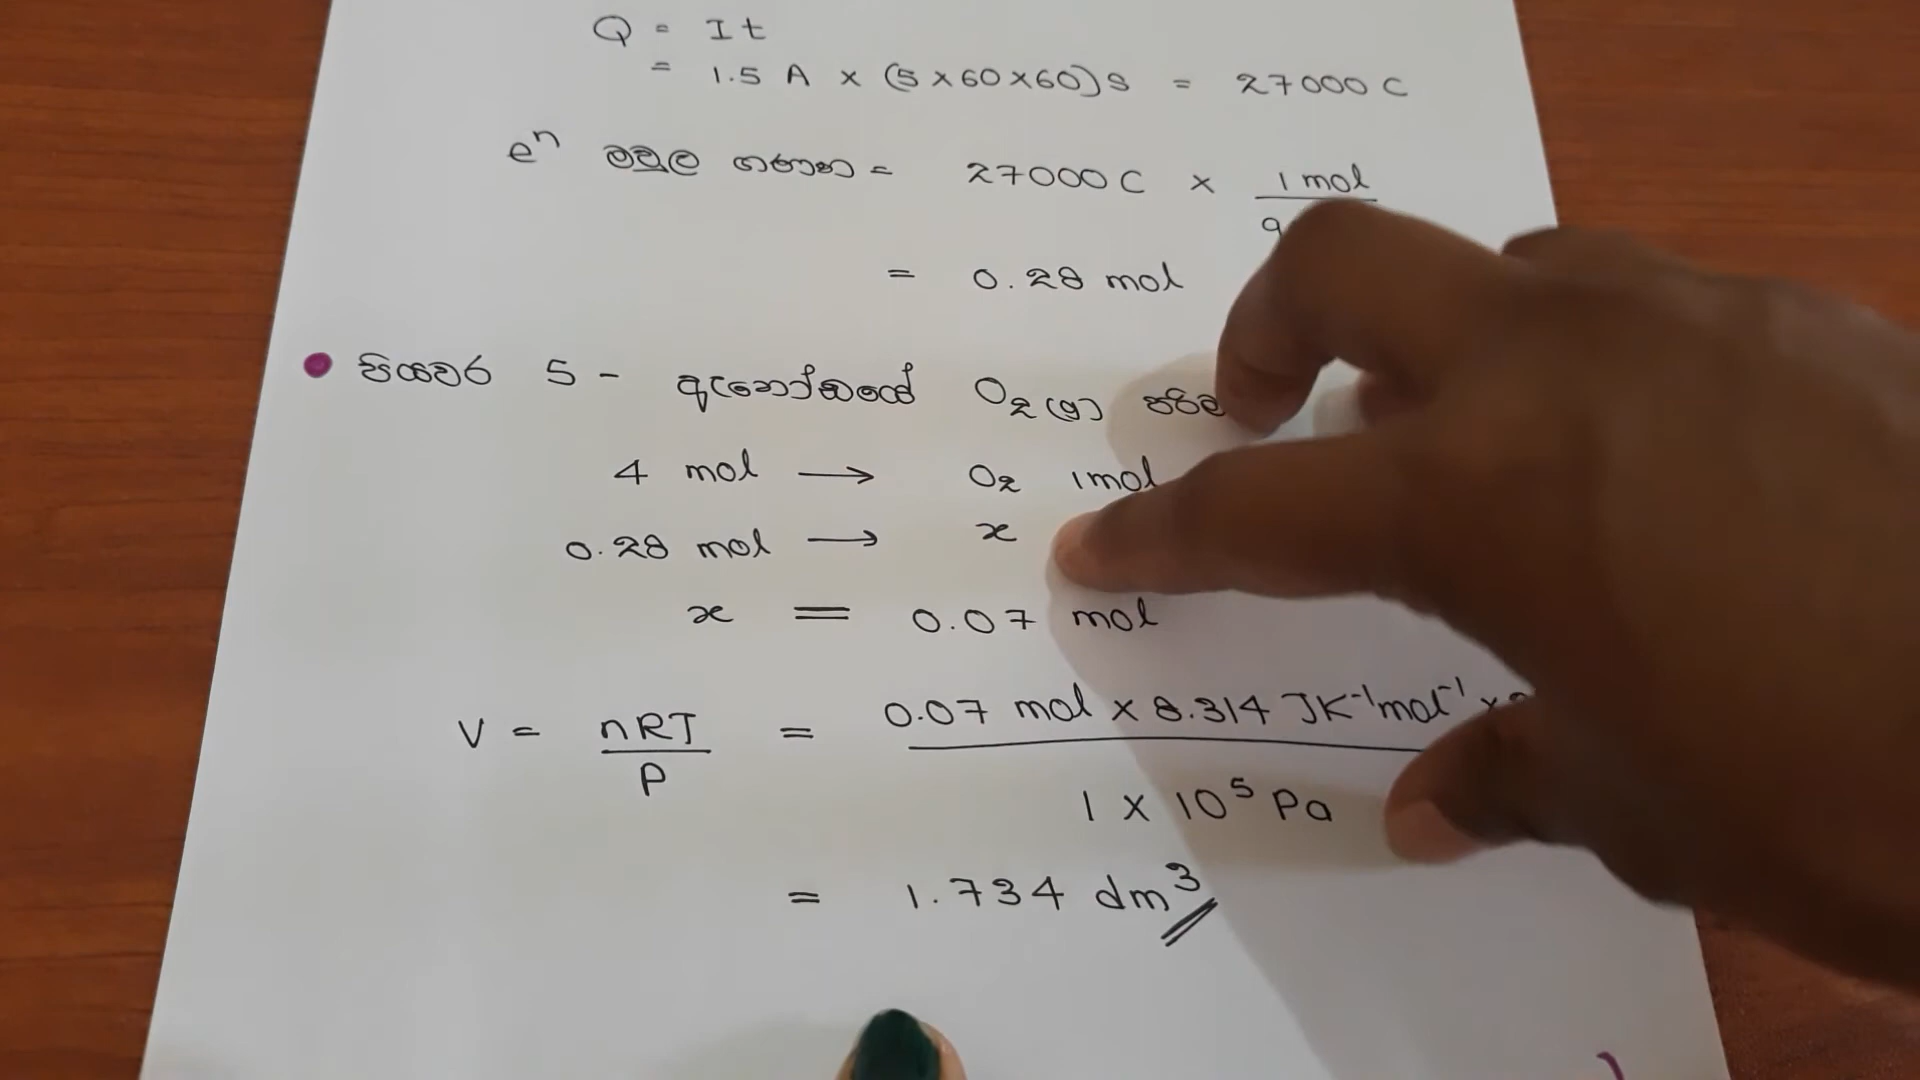 Q = It
= 1.5 A × (5 × 60 × 60) s = 27000 C
eⁿ මවුල ගණන = 27000 C × 1 mol / 9
= 0.28 mol
පියවර 5 - ඇනෝඩයේ O₂(g)
4 mol → O₂ 1 mol
0.28 mol → x
x = 0.07 mol
V = nRT / P = 0.07 mol × 8.314 JK⁻¹mol⁻¹ × / 1 × 10⁵ Pa
= 1.734 dm³